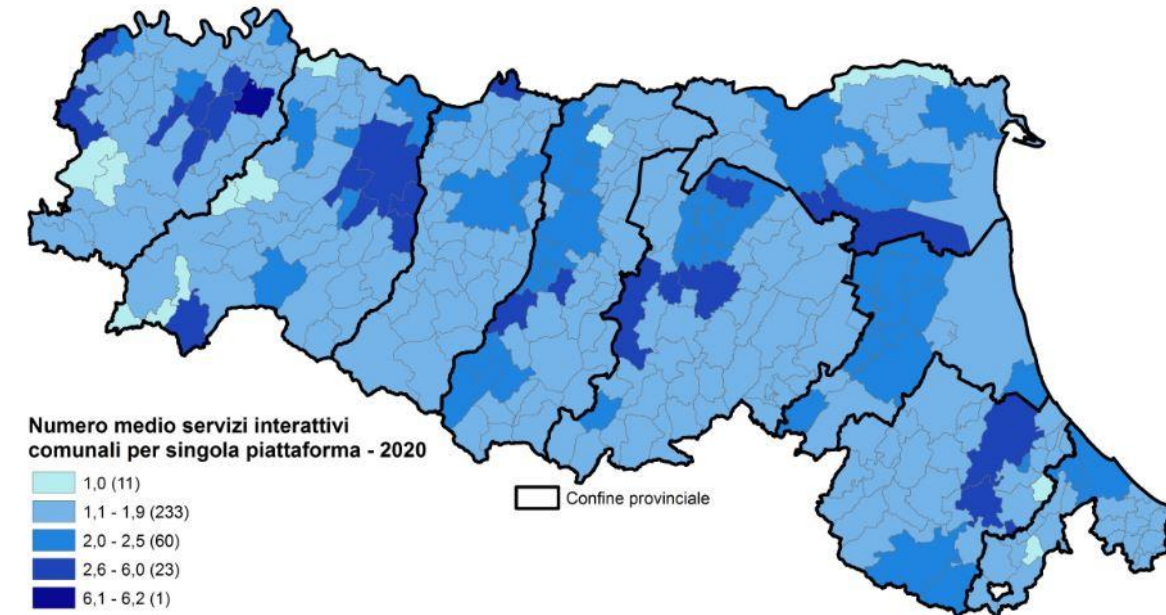 Numero medio servizi interattivi
comunali per singola piattaforma - 2020
1,0 (11)
1,1 - 1,9 (233)
2,0 - 2,5 (60)
2,6 - 6,0 (23)
6,1 - 6,2 (1)
Confine provinciale